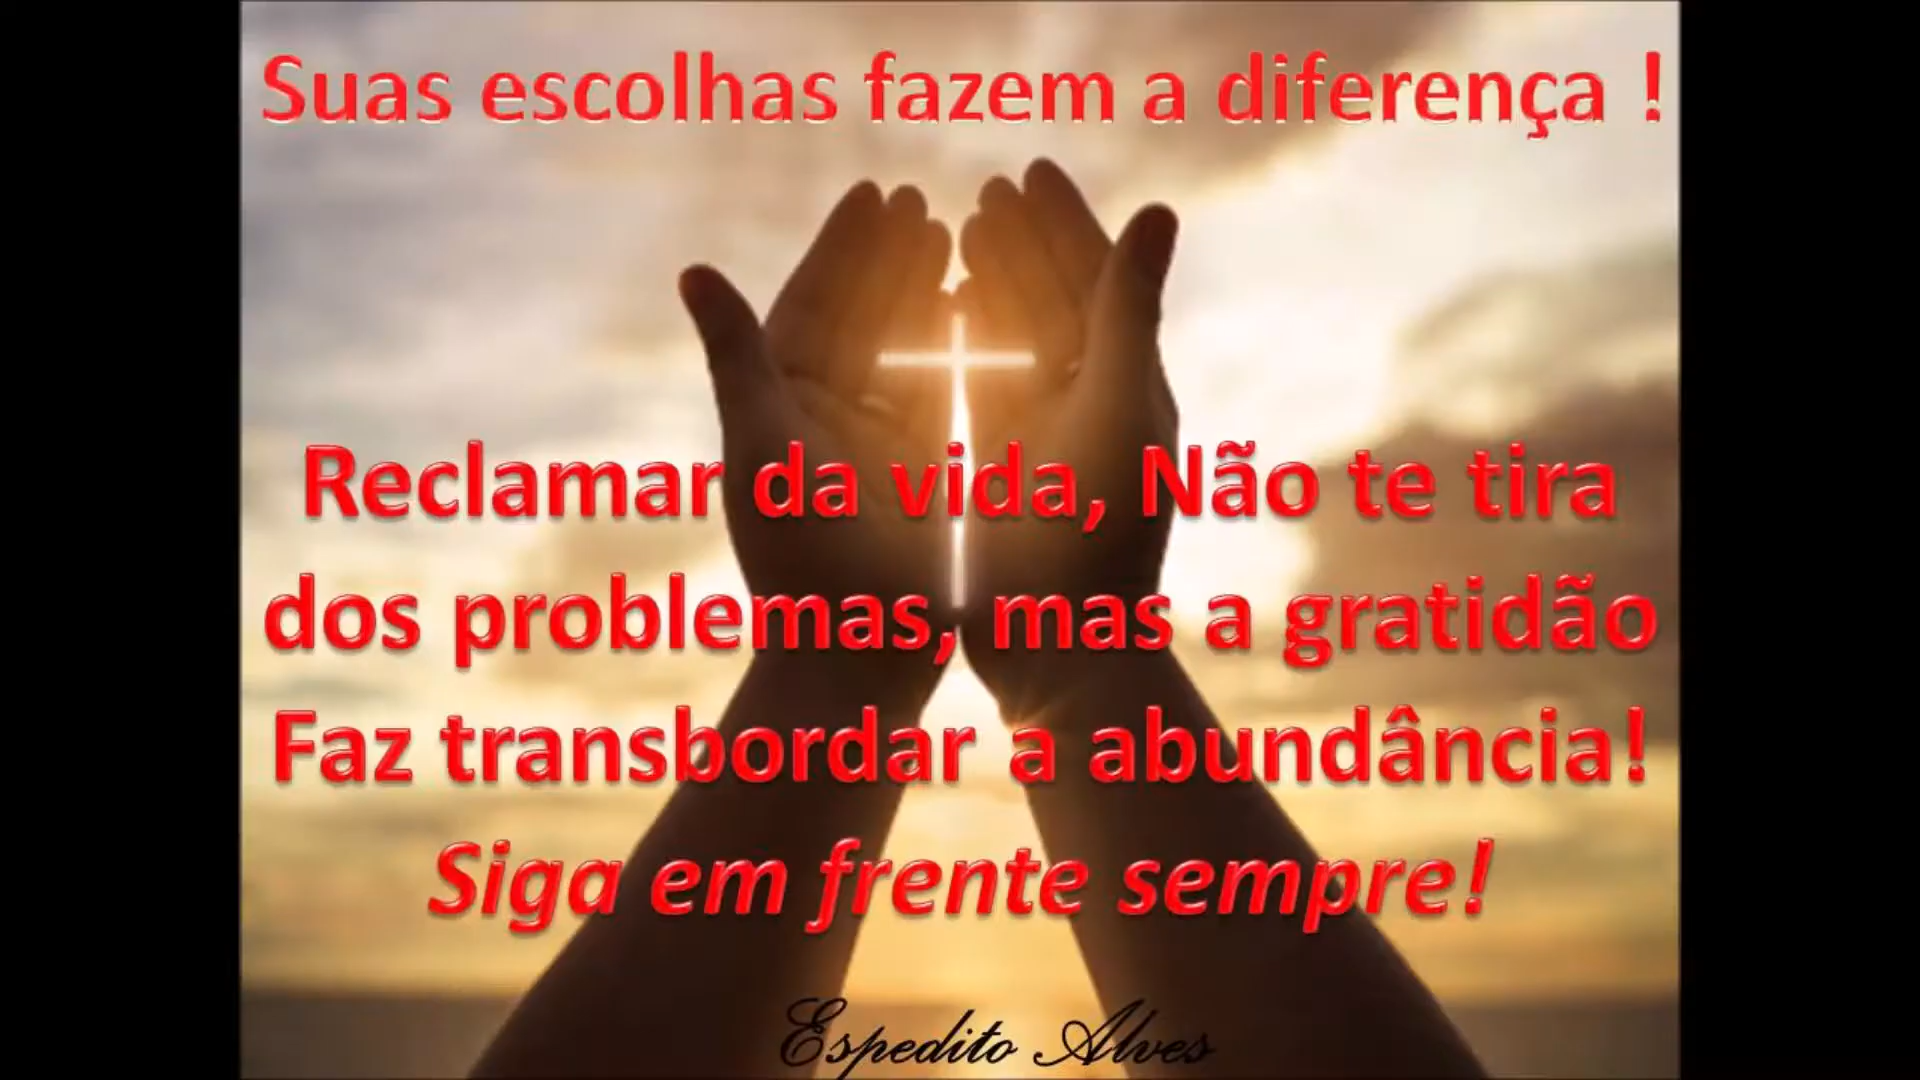 Suas escolhas fazem a diferença !
Reclamar da vida, Não te tira
dos problemas, mas a gratidão
Faz transbordar a abundância!
Siga em frente sempre!
Espedito Alves